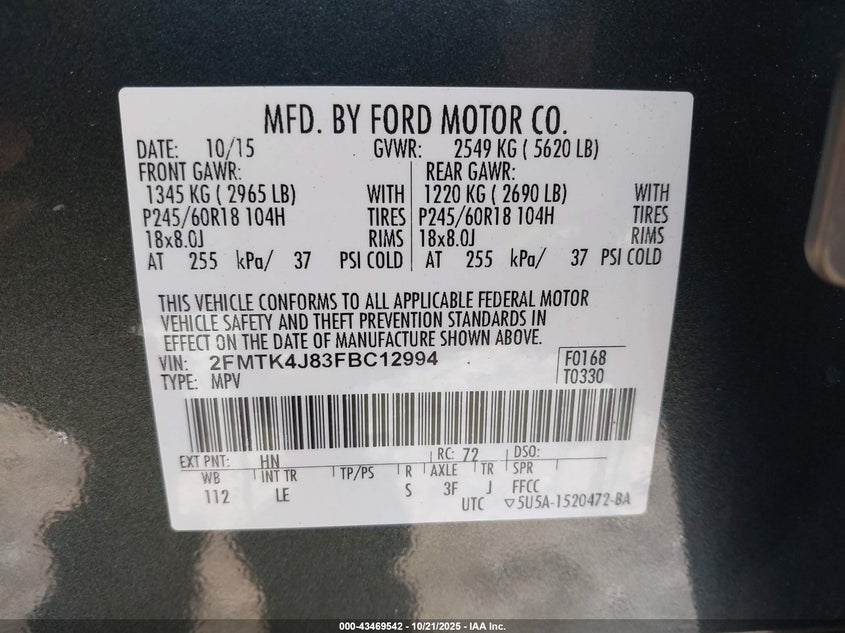 MFD. BY FORD MOTOR CO.
DATE: 10/15 GVWR: 2549 KG ( 5620 LB)
FRONT GAWR: REAR GAWR:
1345 KG ( 2965 LB) WITH 1220 KG ( 2690 LB) WITH
P245/60R18 104H TIRES P245/60R18 104H TIRES
18x8.0J RIMS 18x8.0J RIMS
AT 255 kPa/ 37 PSI COLD AT 255 kPa/ 37 PSI COLD
THIS VEHICLE CONFORMS TO ALL APPLICABLE FEDERAL MOTOR
VEHICLE SAFETY AND THEFT PREVENTION STANDARDS IN
EFFECT ON THE DATE OF MANUFACTURE SHOWN ABOVE.
VIN: 2FMTK4J83FBC12994 F0168
TYPE: MPV T0330
EXT PNT: HN RC: 72 DSO:
WB INT TR TP/PS R AXLE TR SPR
112 LE S 3F J FFCC
UTC ▽5U5A-1520472-BA
000-43469542 - 10/21/2025 - IAA Inc.